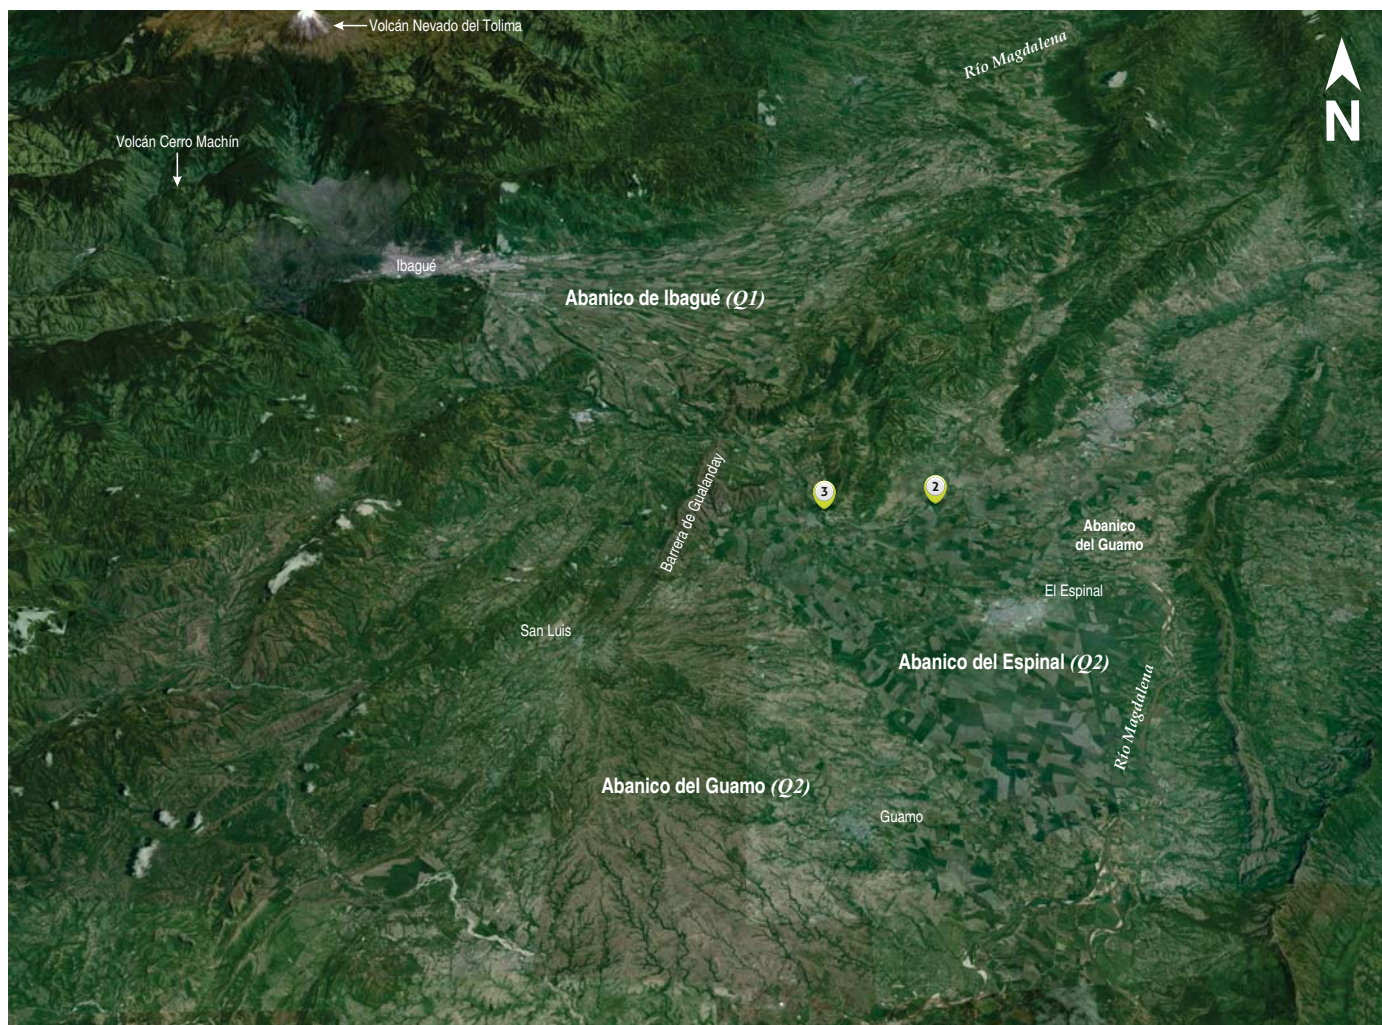 Volcán Nevado del Tolima
Río Magdalena
N
Volcán Cerro Machín
Ibagué
Abanico de Ibagué (Q1)
Barrera de Gualanday
3
2
Abanico
del Guamo
El Espinal
San Luis
Abanico del Espinal (Q2)
Río Magdalena
Abanico del Guamo (Q2)
Guamo